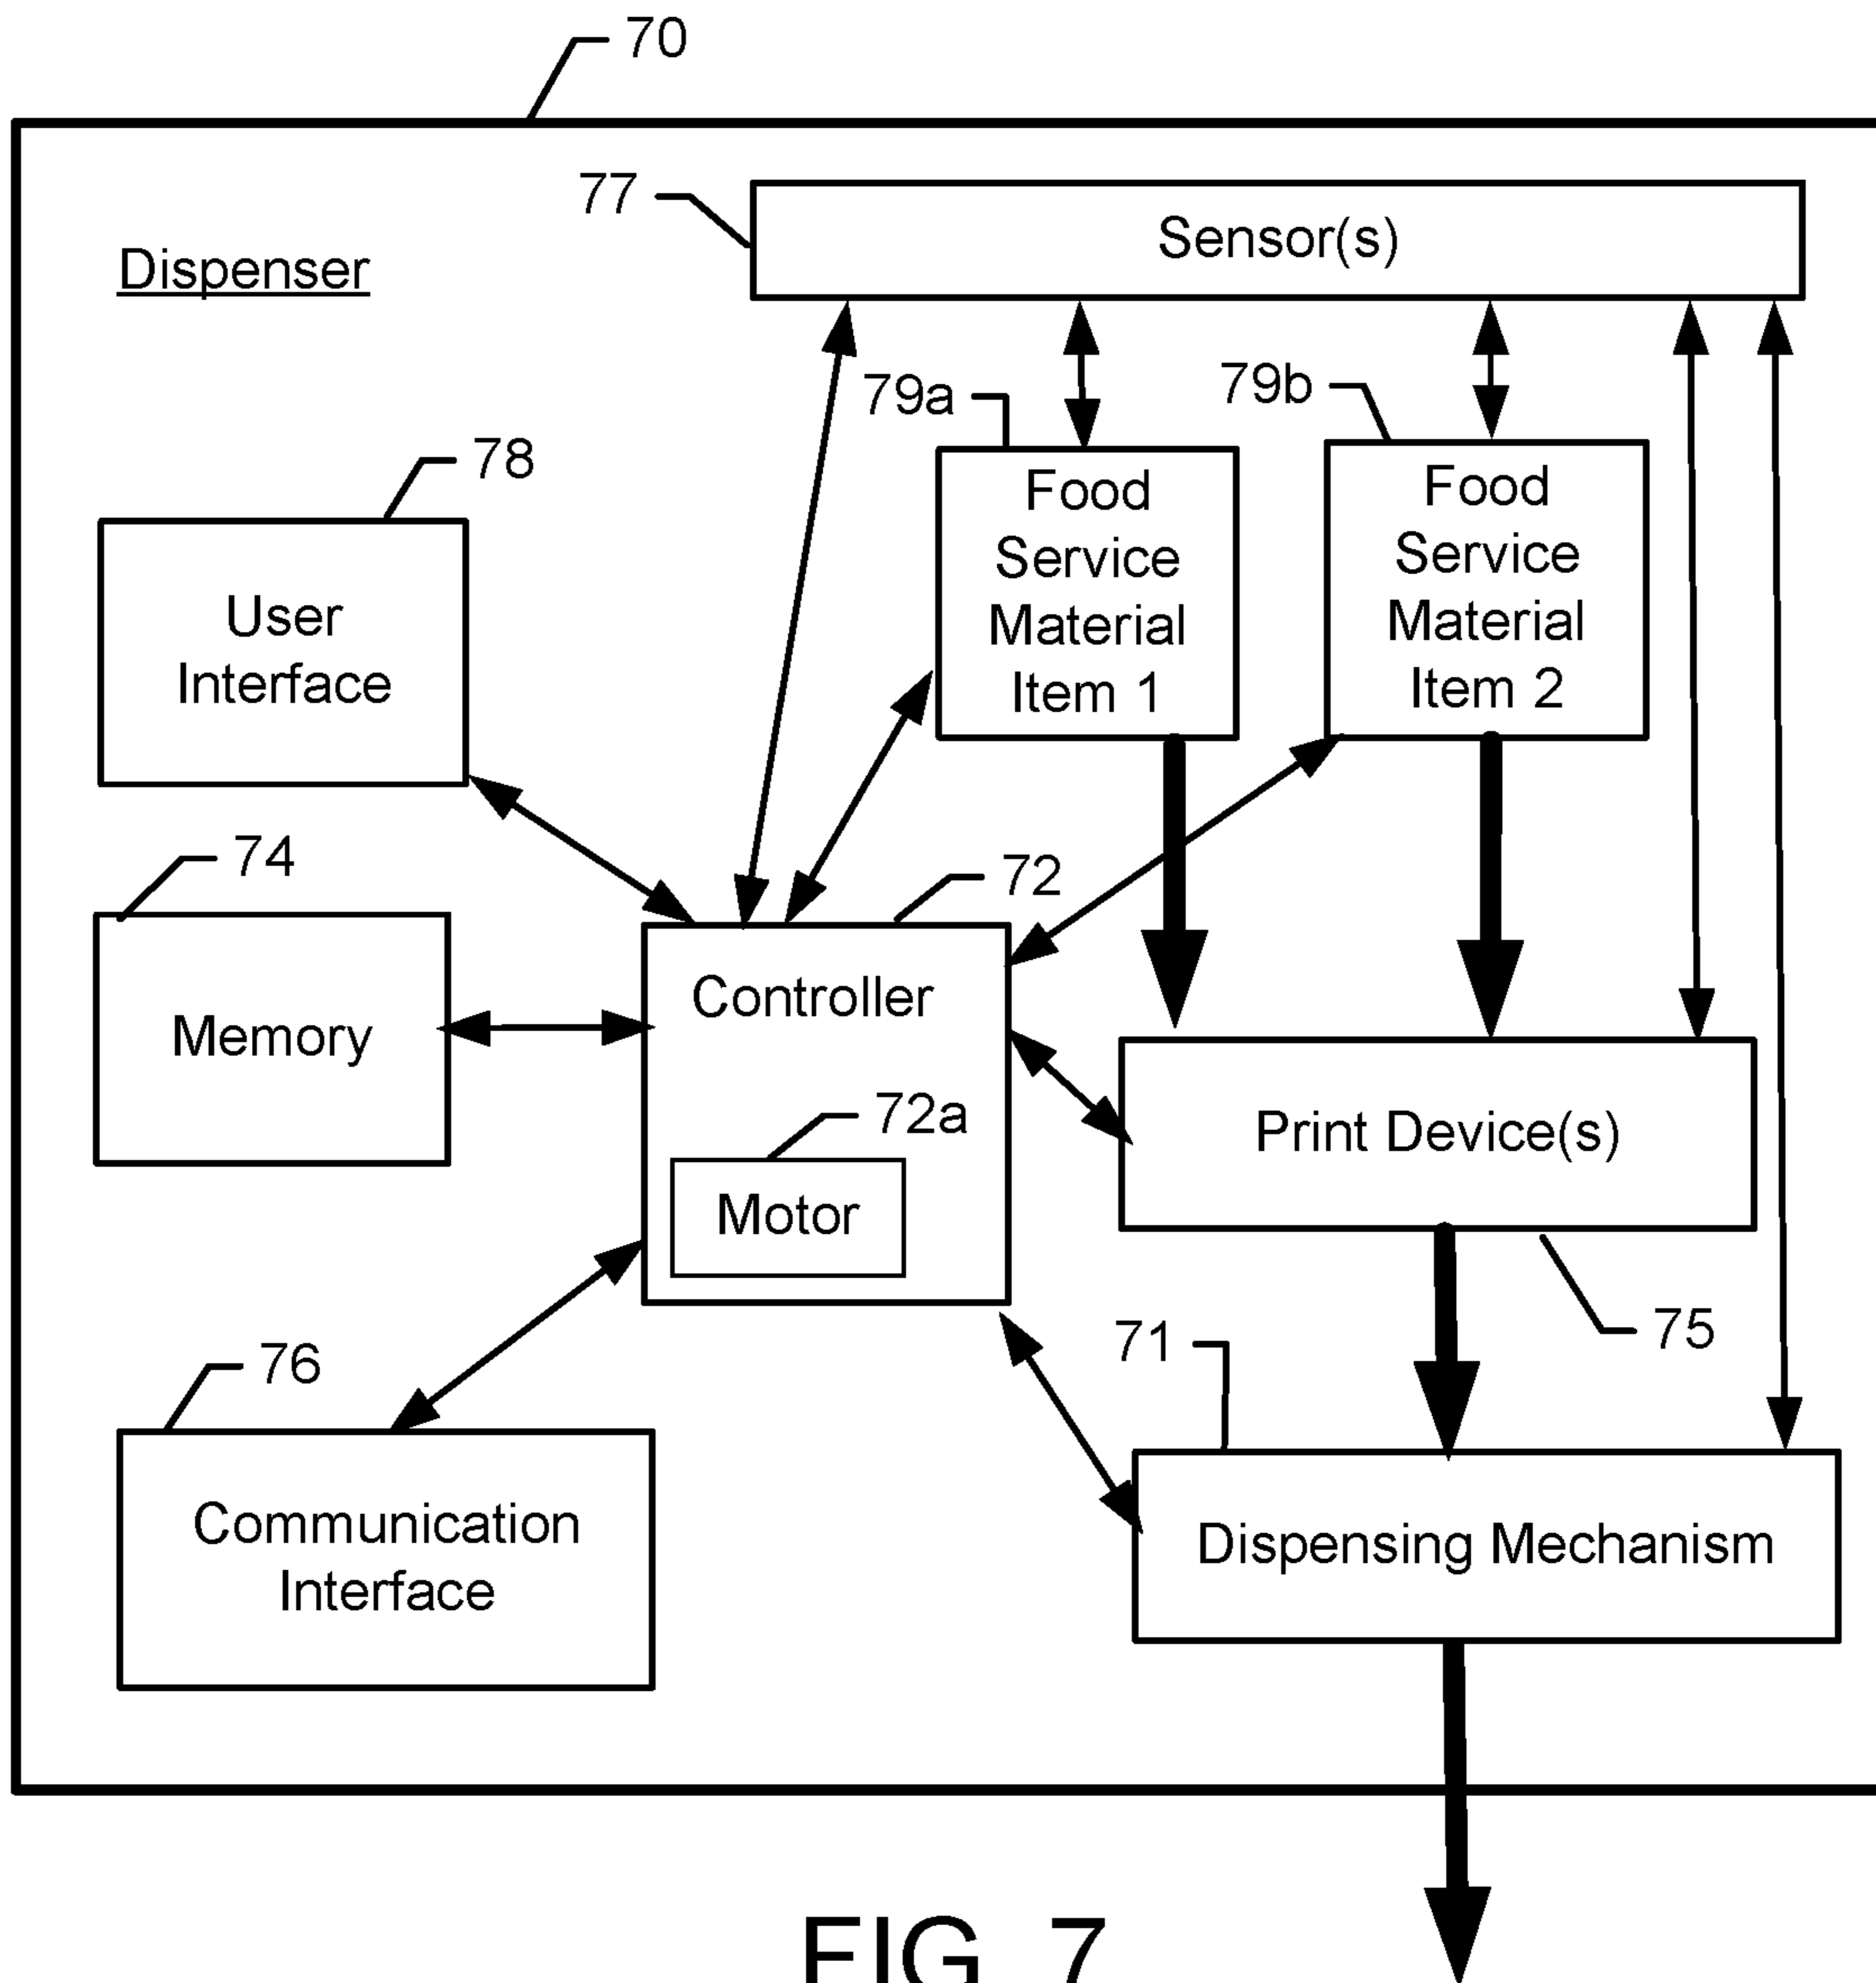 70
77
Sensor(s)
Dispenser
79a
79b
78
Food
Service
Material
Item 1
Food
Service
Material
Item 2
User
Interface
74
72
Controller
Memory
72a
Motor
Print Device(s)
75
76
71
Communication
Interface
Dispensing Mechanism
FIG. 7